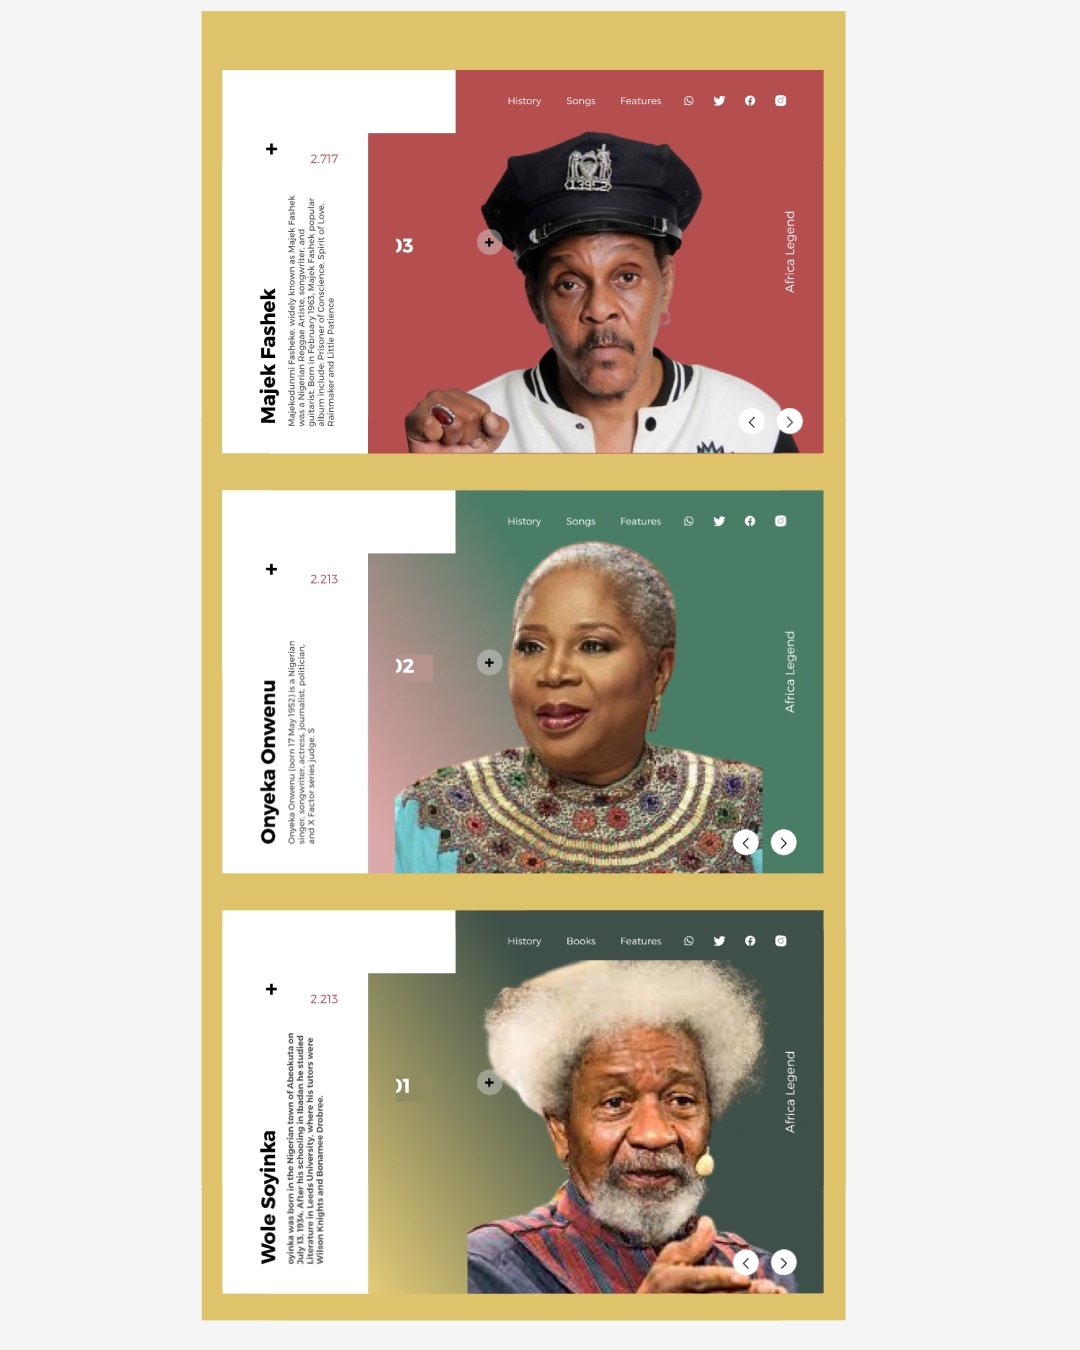 History Songs Features
+
2.717
03
+
Africa Legend
Majek Fashek
Majekodunmi Fasheke, widely known as Majek Fashek
was a Nigerian Reggae Artiste, songwriter, and
guitarist. Born in February 1963, Majek Fashek popular
album include: Prisoner of Conscience, Spirit of Love,
Rainmaker and Little Patience
1395-2
History Songs Features
+
2.213
02
+
Africa Legend
Onyeka Onwenu
Onyeka Onwenu (born 17 May 1952) is a Nigerian
singer, songwriter, actress, journalist, politician,
and X Factor series judge. S
History Books Features
+
2.213
01
+
Africa Legend
Wole Soyinka
oyinka was born in the Nigerian town of Abeokuta on
July 13, 1934. After his schooling in Ibadan he studied
Literature in Leeds University, where his tutors were
Wilson Knights and Bonamee Drobree.